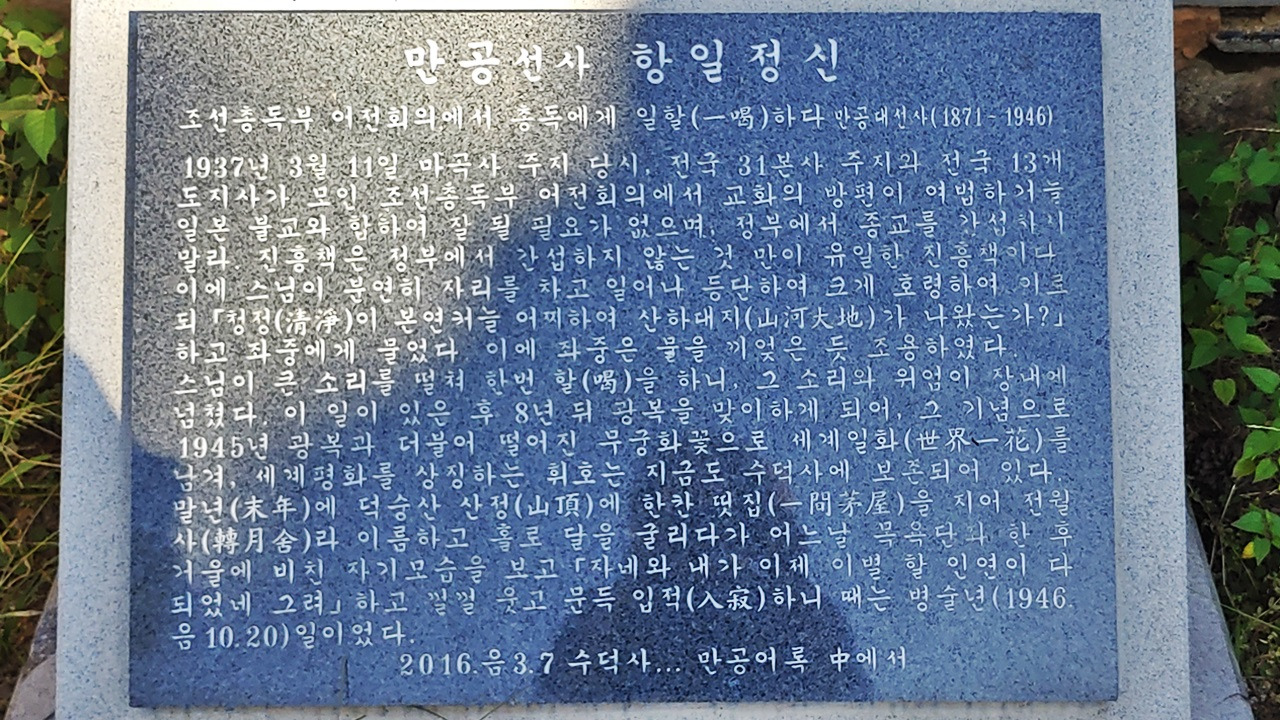 만공선사 항일정신
조선총독부 어전회의에서 총독에게 일할(一喝)하다 만공대선사(1871~1946)
1937년 3월 11일 마곡사 주지 당시, 전국 31본사 주지와 전국 13개
도지사가 모인 조선총독부 어전회의에서 교화의 방편이 여법하거늘
일본 불교와 합하여 잘 될 필요가 없으며, 정부에서 종교를 간섭하지
말라. 진흥책은 정부에서 간섭하지 않는 것 만이 유일한 진흥책이다
이에 스님이 분연히 자리를 차고 일어나 등단하여 크게 호령하여 이르
되 「청정(清淨)이 본연커늘 어찌하여 산하대지(山河大地)가 나왔는가?」
하고 좌중에게 물었다. 이에 좌중은 물을 끼얹은 듯 조용하였다.
스님이 큰 소리를 떨쳐 한번 할(喝)을 하니, 그 소리와 위엄이 장내에
넘쳤다. 이 일이 있은 후 8년 뒤 광복을 맞이하게 되어, 그 기념으로
1945년 광복과 더불어 떨어진 무궁화꽃으로 세계일화(世界一花)를
남겨, 세계평화를 상징하는 휘호는 지금도 수덕사에 보존되어 있다.
말년(末年)에 덕숭산 산정(山頂)에 한칸 띳집(一間茅屋)을 지어 전월
사(轉月舍)라 이름하고 홀로 달을 굴리다가 어느날 목욕단좌 한 후
거울에 비친 자기모습을 보고 「자네와 내가 이제 이별 할 인연이 다
되었네 그려」하고 껄껄 웃고 문득 입적(入寂)하니 때는 병술년(1946.
음 10.20)일이었다.
2016.음3.7 수덕사... 만공어록 中에서